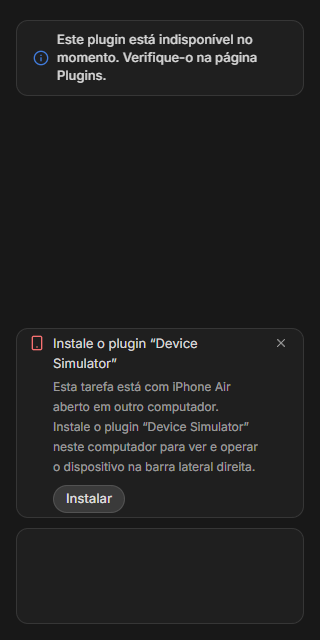 Este plugin está indisponível no
momento. Verifique-o na página
Plugins.
Instale o plugin “Device
Simulator”
Esta tarefa está com iPhone Air
aberto em outro computador.
Instale o plugin “Device Simulator”
neste computador para ver e operar
o dispositivo na barra lateral direita.
Instalar